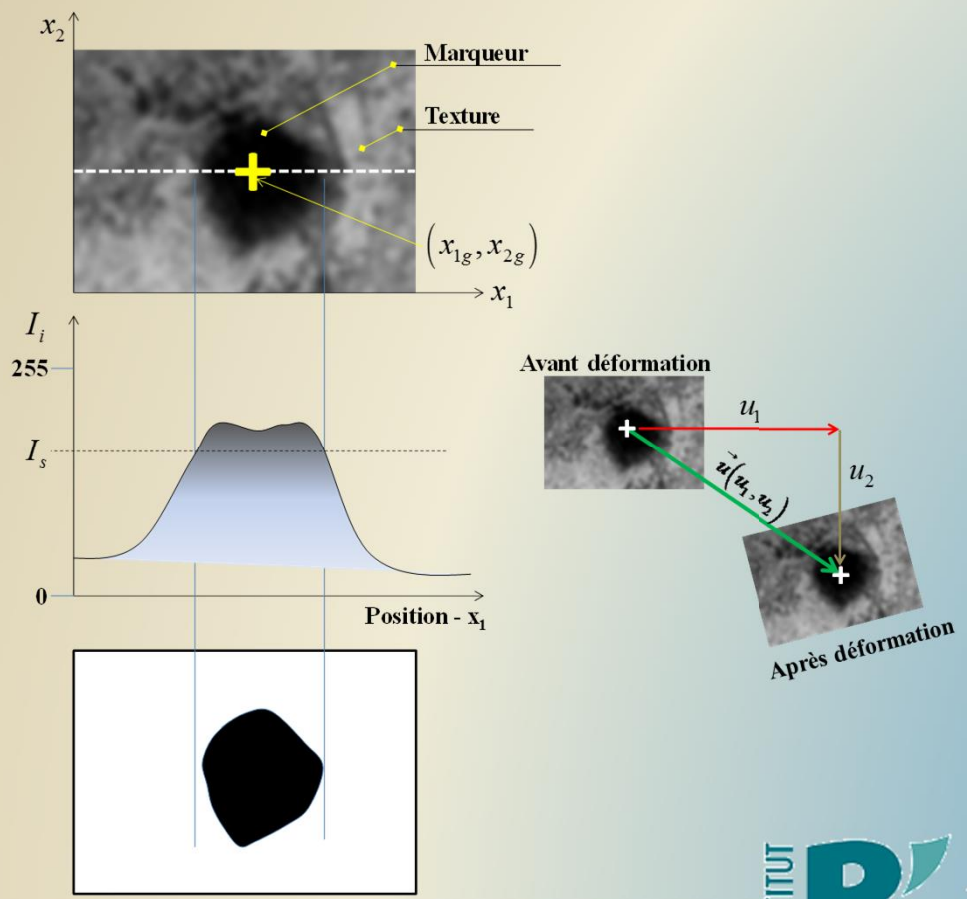 x₂
Marqueur
Texture
(x₁g, x₂g)
x₁
Iᵢ
255
Iₛ
0
Position - x₁
Avant déformation
u₁
u⃗(u₁, u₂)
u₂
Après déformation
P'